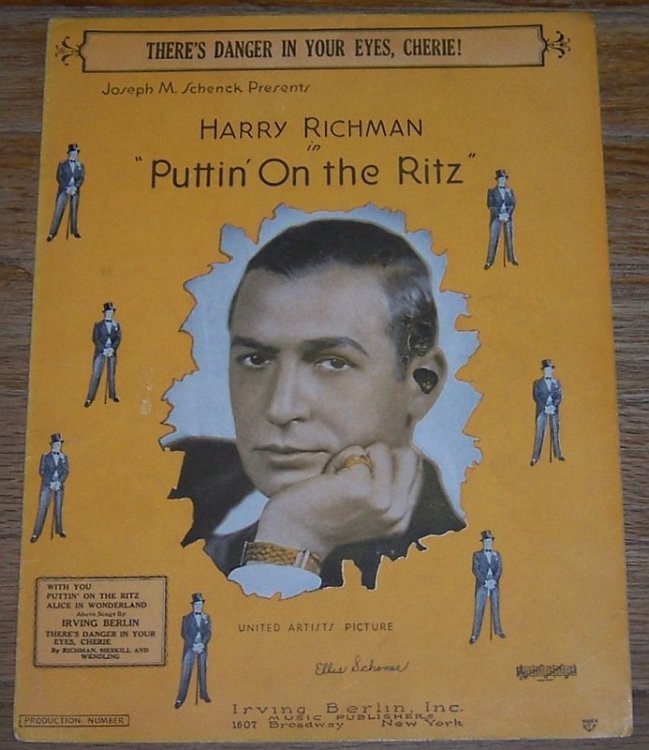 THERE'S DANGER IN YOUR EYES, CHERIE!
Joseph M. Schenck Presents
HARRY RICHMAN
in
"Puttin' On the Ritz"
WITH YOU
PUTTIN' ON THE RITZ
ALICE IN WONDERLAND
Above Songs By
IRVING BERLIN
THERE'S DANGER IN YOUR
EYES, CHERIE
By RICHMAN, MESKILL AND
WENDLING
UNITED ARTISTS PICTURE
PRODUCTION NUMBER
Irving Berlin, Inc.
MUSIC PUBLISHERS
1607 Broadway New York